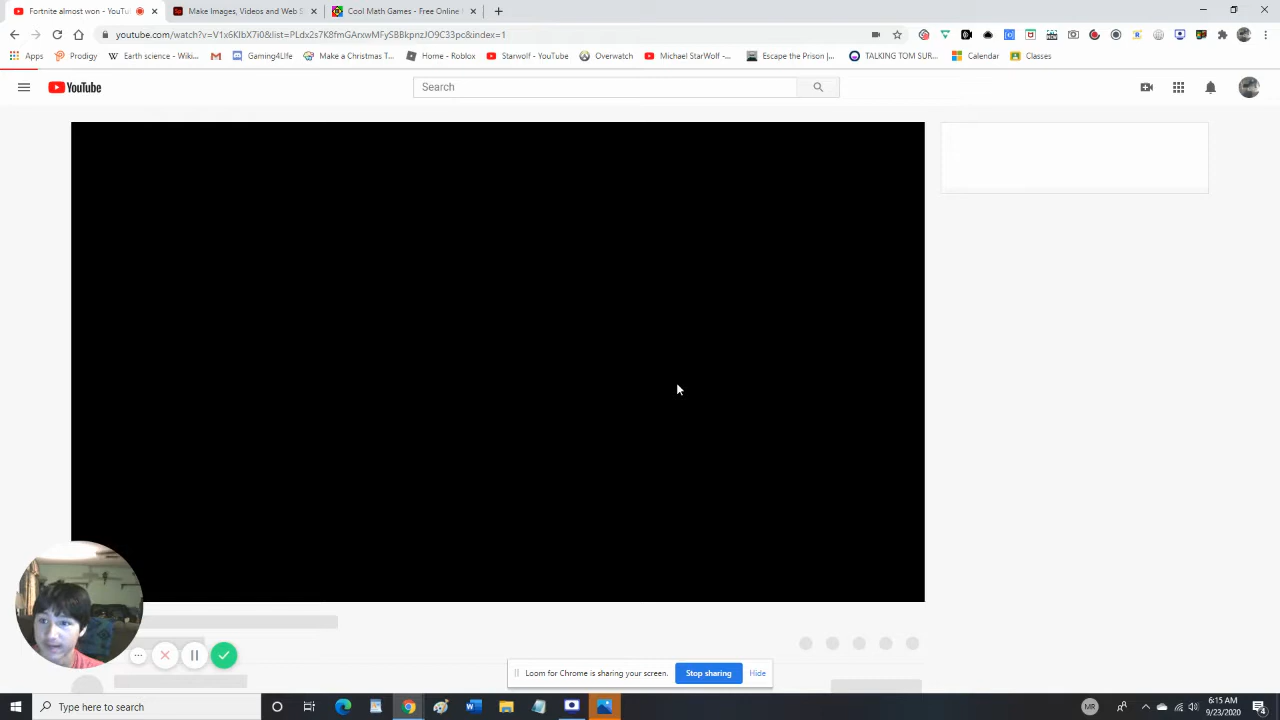 Fortnite almost won - YouTu
Make Images, Videos and Web S
Cool Math Games - Free Online
youtube.com/watch?v=V1x6KJbX7R8&list=PLdx2z7K8fmGArxwMFySBBkpnzJO9C33pc&index=1
Apps Prodigy Earth science - Wiki... Gaming4Life Make a Christmas T... Home - Roblox Starwolf - YouTube Overwatch Michael StarWolf -... Escape the Prison |... TALKING TOM SUR... Calendar Classes
YouTube Search
Loom for Chrome is sharing your screen. Stop sharing Hide
Type here to search
MR
6:15 AM
9/23/2020
4